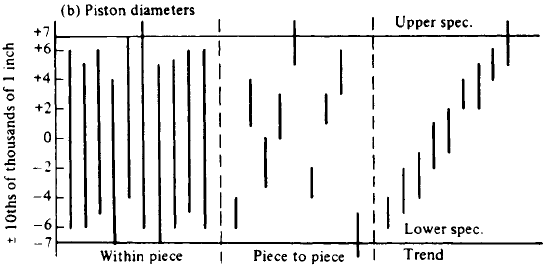 (b) Piston diameters
Upper spec.
± 10ths of thousands of 1 inch
+7
+6
+4
+2
0
−2
−4
−6
−7
Lower spec.
Within piece
Piece to piece
Trend